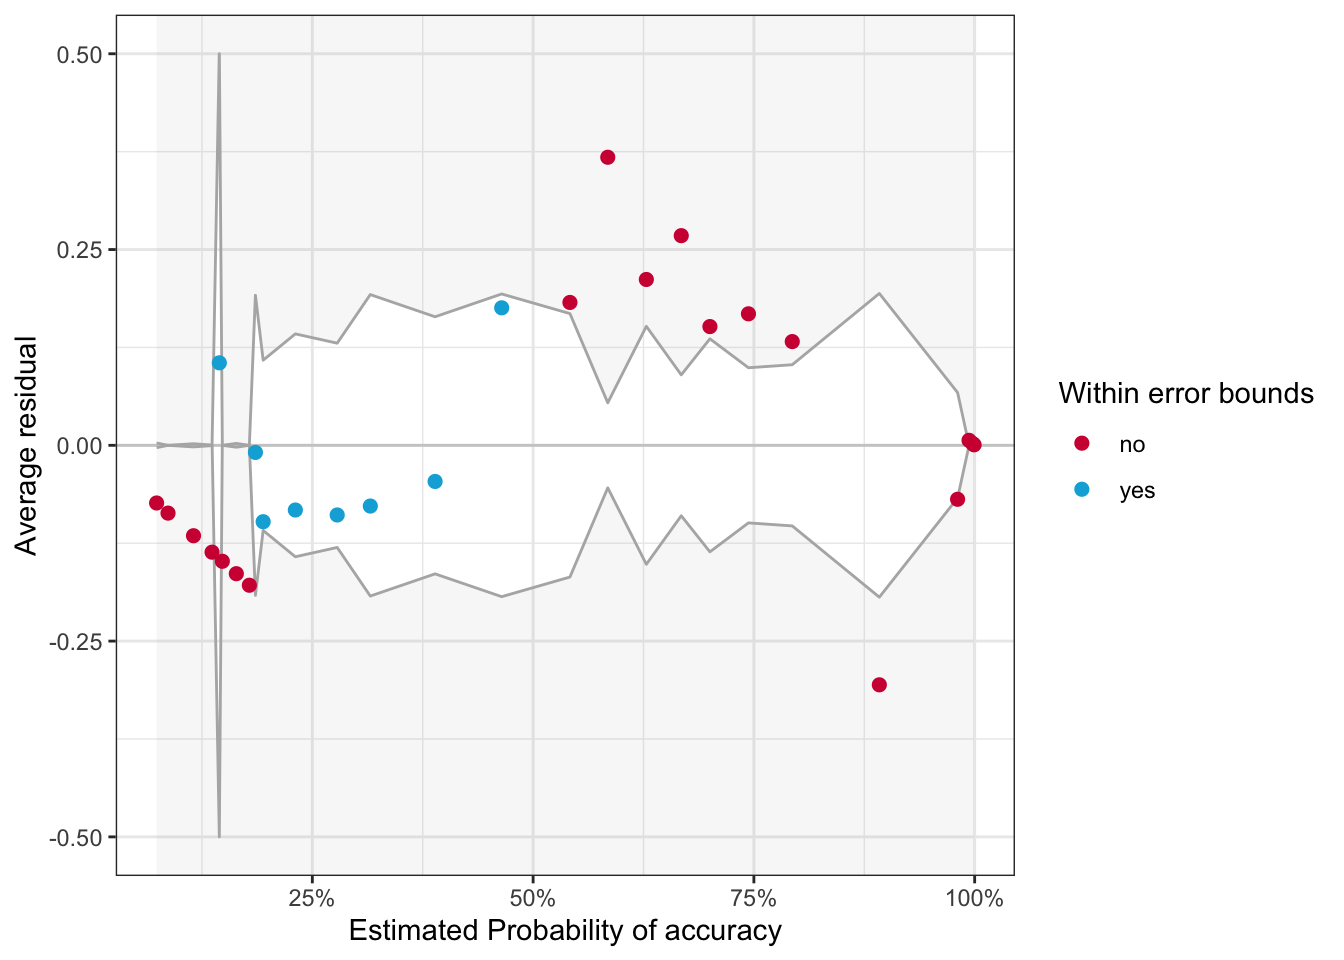 0.50
0.25
0.00
-0.25
-0.50
Average residual
25%
50%
75%
100%
Estimated Probability of accuracy
Within error bounds
no
yes